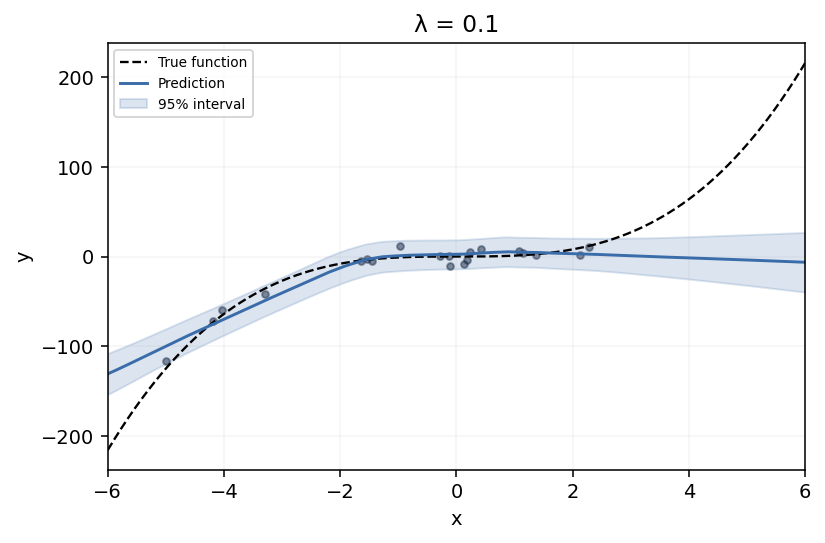 λ = 0.1
True function
Prediction
95% interval
200
100
0
−100
−200
y
−6 −4 −2 0 2 4 6
x